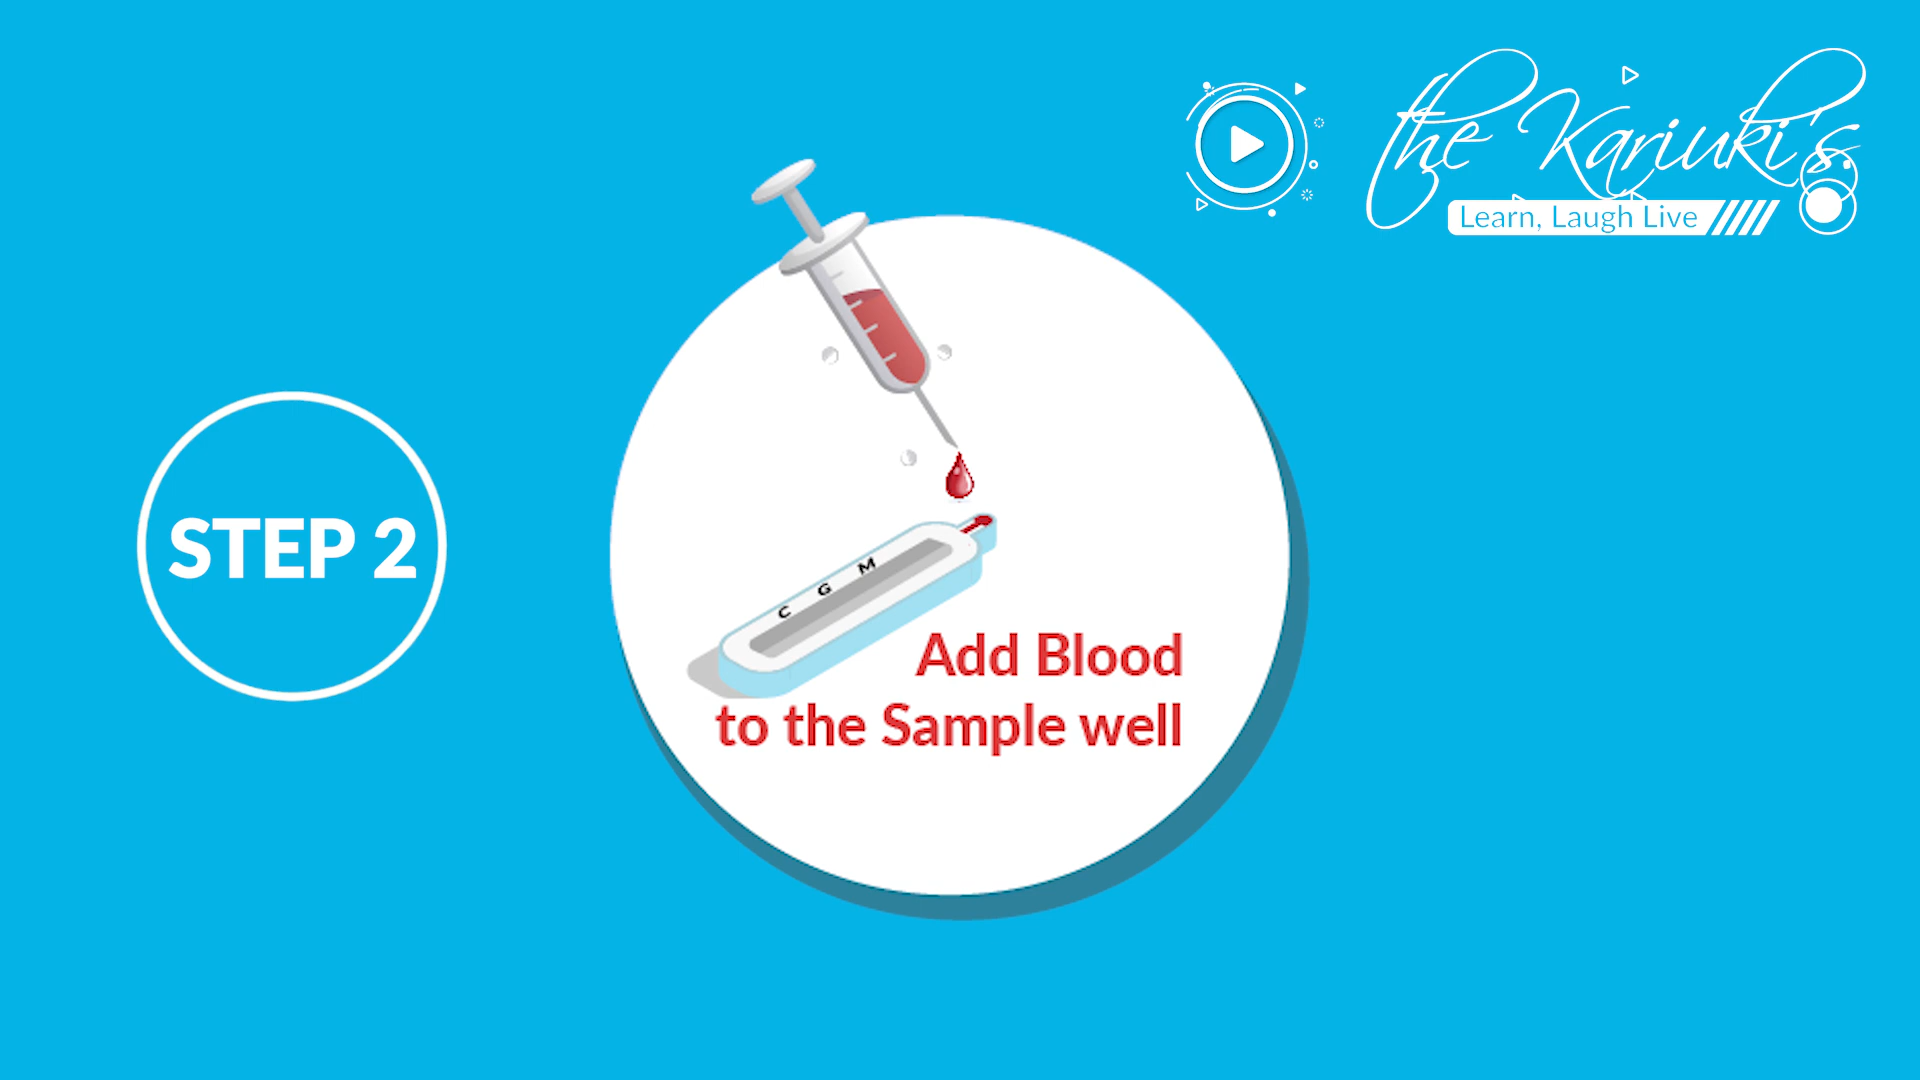 the Kariuki's
Learn, Laugh Live
STEP 2
C G M
Add Blood
to the Sample well